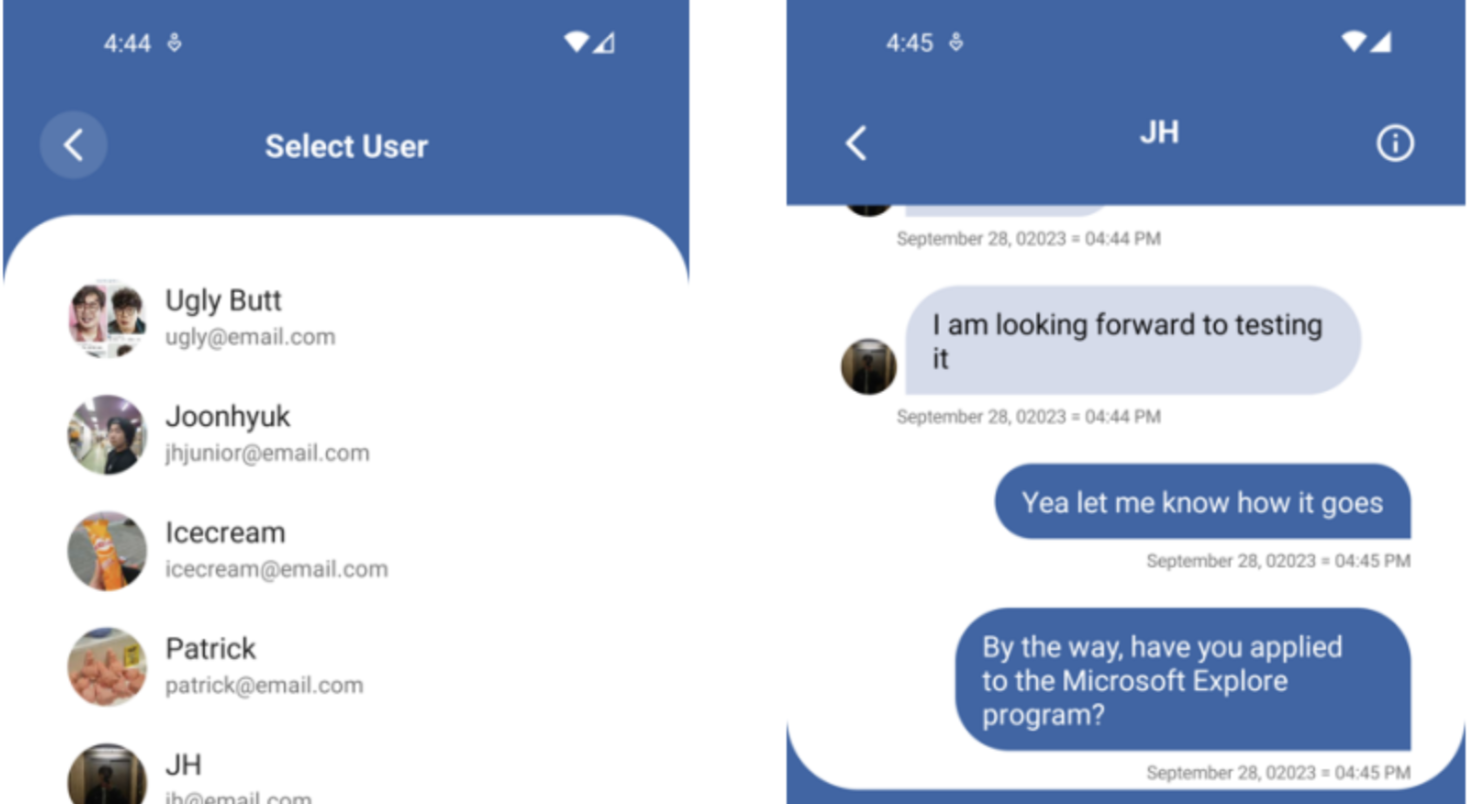 4:44
Select User
Ugly Butt
ugly@email.com
Joonhyuk
jhjunior@email.com
Icecream
icecream@email.com
Patrick
patrick@email.com
JH
jh@email.com
4:45
JH
September 28, 02023 = 04:44 PM
I am looking forward to testing
it
September 28, 02023 = 04:44 PM
Yea let me know how it goes
September 28, 02023 = 04:45 PM
By the way, have you applied
to the Microsoft Explore
program?
September 28, 02023 = 04:45 PM